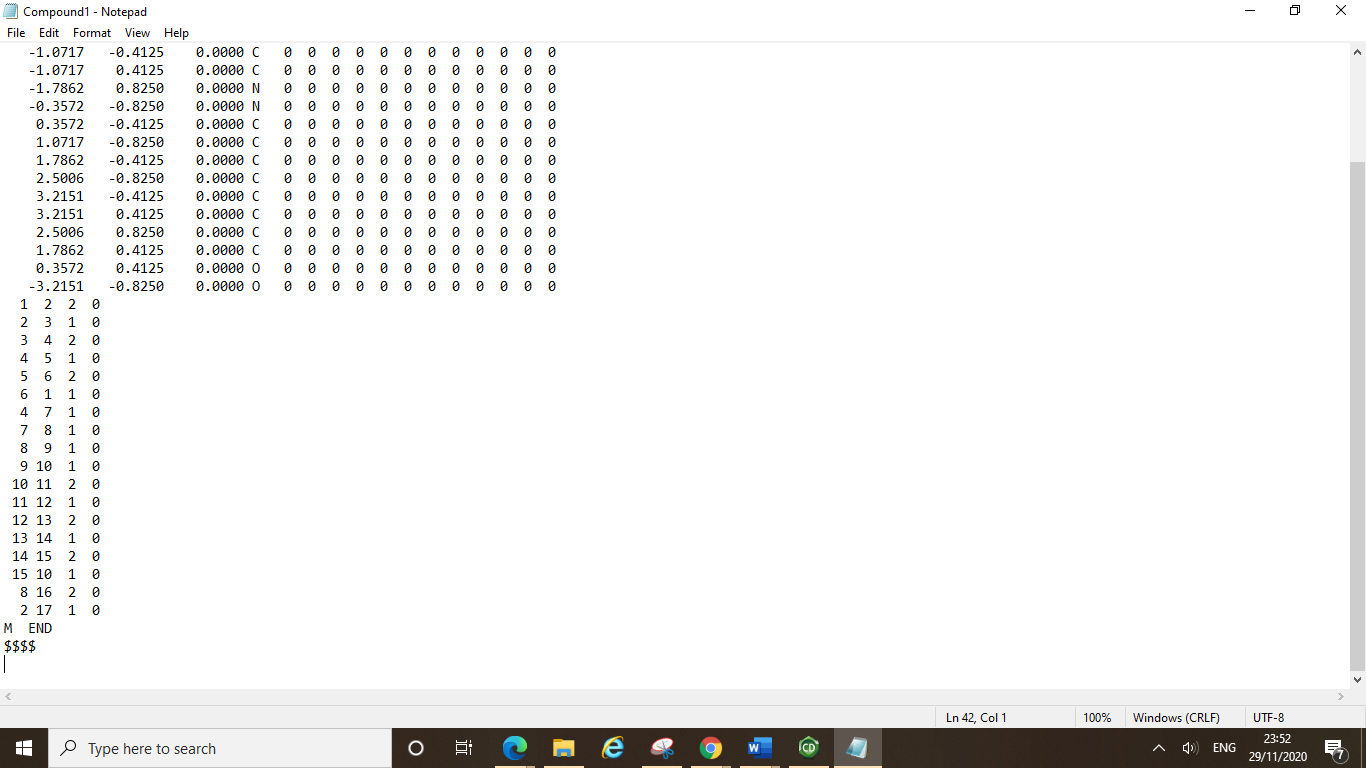 Compound1 - Notepad
File Edit Format View Help
-1.0717 -0.4125 0.0000 C 0 0 0 0 0 0 0 0 0 0 0 0
-1.0717 0.4125 0.0000 C 0 0 0 0 0 0 0 0 0 0 0 0
-1.7862 0.8250 0.0000 N 0 0 0 0 0 0 0 0 0 0 0 0
-0.3572 -0.8250 0.0000 N 0 0 0 0 0 0 0 0 0 0 0 0
0.3572 -0.4125 0.0000 C 0 0 0 0 0 0 0 0 0 0 0 0
1.0717 -0.8250 0.0000 C 0 0 0 0 0 0 0 0 0 0 0 0
1.7862 -0.4125 0.0000 C 0 0 0 0 0 0 0 0 0 0 0 0
2.5006 -0.8250 0.0000 C 0 0 0 0 0 0 0 0 0 0 0 0
3.2151 -0.4125 0.0000 C 0 0 0 0 0 0 0 0 0 0 0 0
3.2151 0.4125 0.0000 C 0 0 0 0 0 0 0 0 0 0 0 0
2.5006 0.8250 0.0000 C 0 0 0 0 0 0 0 0 0 0 0 0
1.7862 0.4125 0.0000 C 0 0 0 0 0 0 0 0 0 0 0 0
0.3572 0.4125 0.0000 O 0 0 0 0 0 0 0 0 0 0 0 0
-3.2151 -0.8250 0.0000 O 0 0 0 0 0 0 0 0 0 0 0 0
1 2 2 0
2 3 1 0
3 4 2 0
4 5 1 0
5 6 2 0
6 1 1 0
4 7 1 0
7 8 1 0
8 9 1 0
9 10 1 0
10 11 2 0
11 12 1 0
12 13 2 0
13 14 1 0
14 15 2 0
15 10 1 0
8 16 2 0
2 17 1 0
M END
$$$$
Ln 42, Col 1 100% Windows (CRLF) UTF-8
Type here to search
CD
ENG
23:52
29/11/2020
7